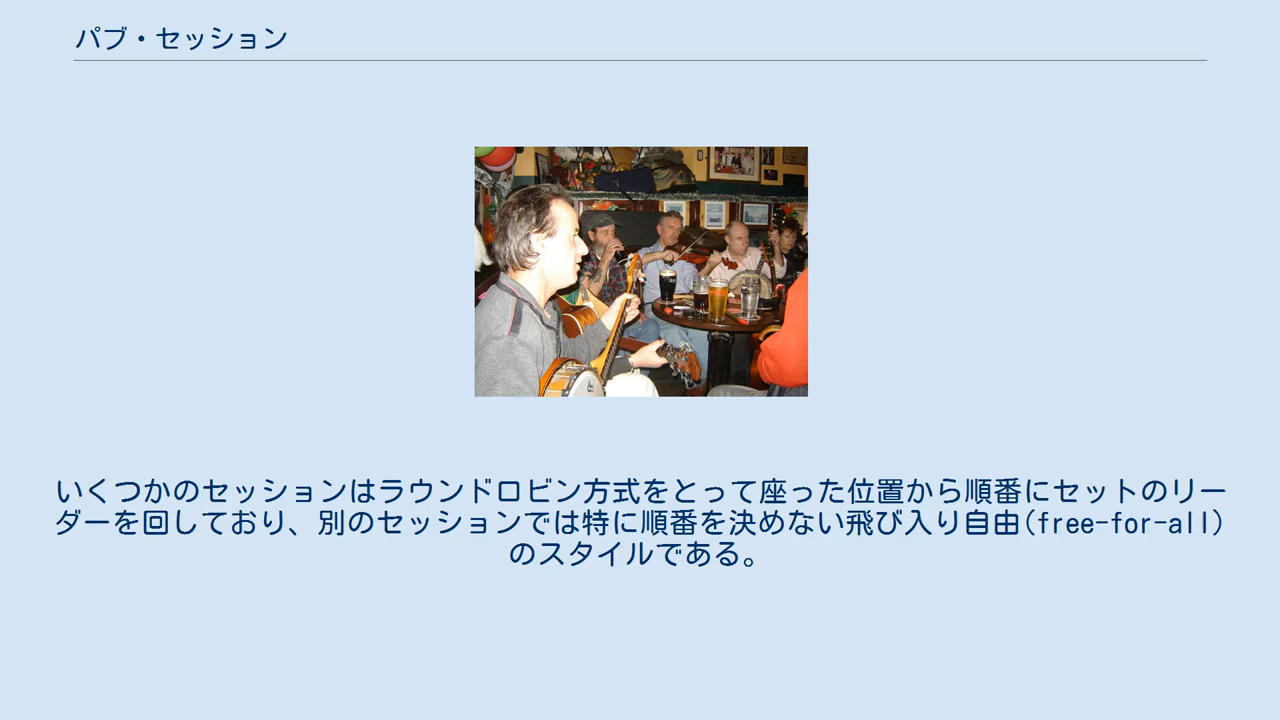 パブ・セッション
いくつかのセッションはラウンドロビン方式をとって座った位置から順番にセットのリー
ダーを回しており、別のセッションでは特に順番を決めない飛び入り自由(free-for-all)
のスタイルである。